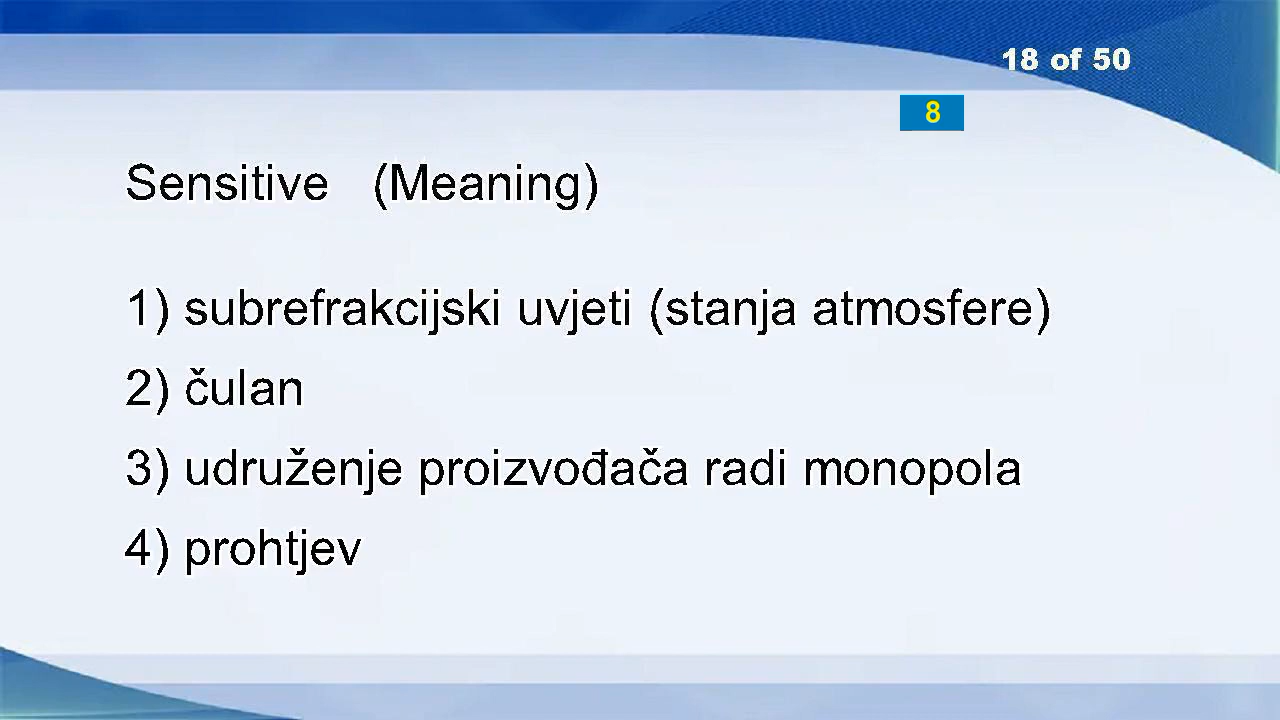 18 of 50
8
Sensitive (Meaning)
1) subrefrakcijski uvjeti (stanja atmosfere)
2) čulan
3) udruženje proizvođača radi monopola
4) prohtjev